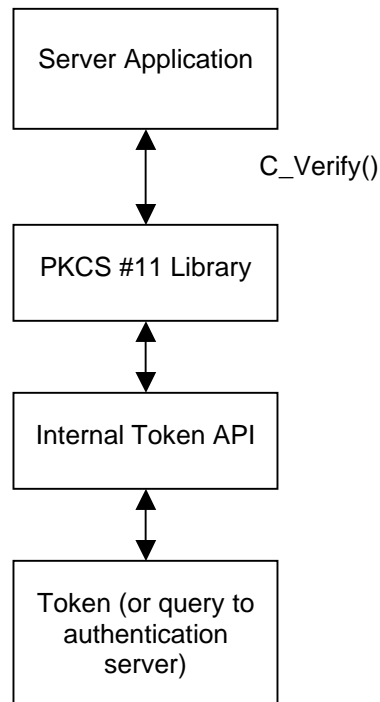 Server Application
C_Verify()
PKCS #11 Library
Internal Token API
Token (or query to
authentication
server)